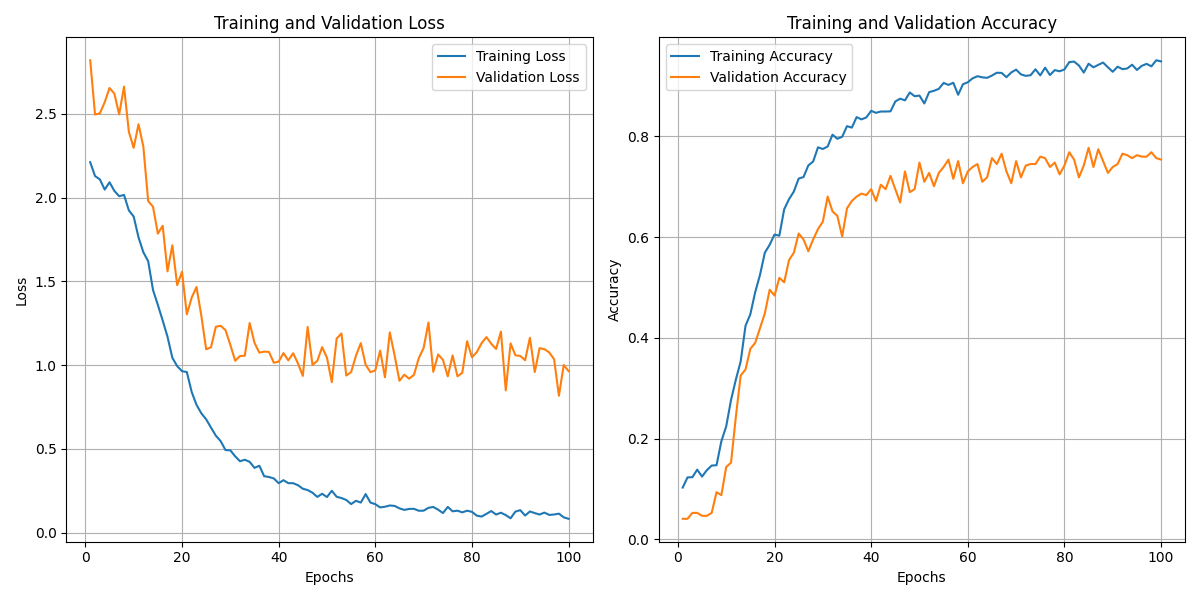 Training and Validation Loss
Training Loss
Validation Loss
2.5
2.0
1.5
1.0
0.5
0.0
Loss
0 20 40 60 80 100
Epochs
Training and Validation Accuracy
Training Accuracy
Validation Accuracy
0.8
0.6
0.4
0.2
0.0
Accuracy
0 20 40 60 80 100
Epochs